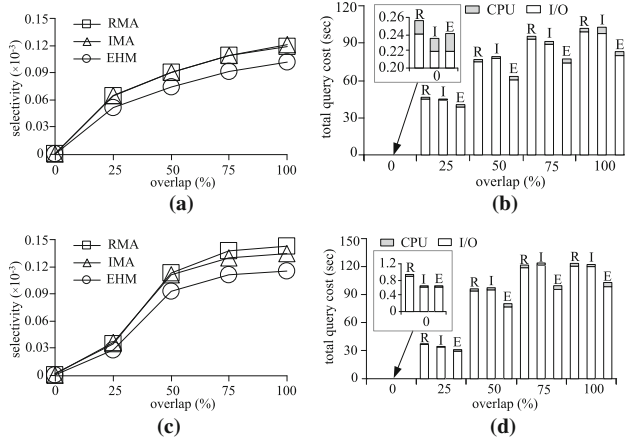 0.15
0.12
0.09
0.06
0.03
0
selectivity (×10⁻³)
RMA
IMA
EHM
0 25 50 75 100
overlap (%)
(a)
120
90
60
30
0
total query cost (sec)
CPU I/O
0.26
0.24
0.22
0.20
R I E
0
R I E
R I E
R I E
R I E
0 25 50 75 100
overlap (%)
(b)
0.15
0.12
0.09
0.06
0.03
0
selectivity (×10⁻³)
RMA
IMA
EHM
0 25 50 75 100
overlap (%)
(c)
150
120
90
60
30
0
total query cost (sec)
CPU I/O
1.2
0.8
0.4
0
R I E
0
R I E
R I E
R I E
R I E
0 25 50 75 100
overlap (%)
(d)